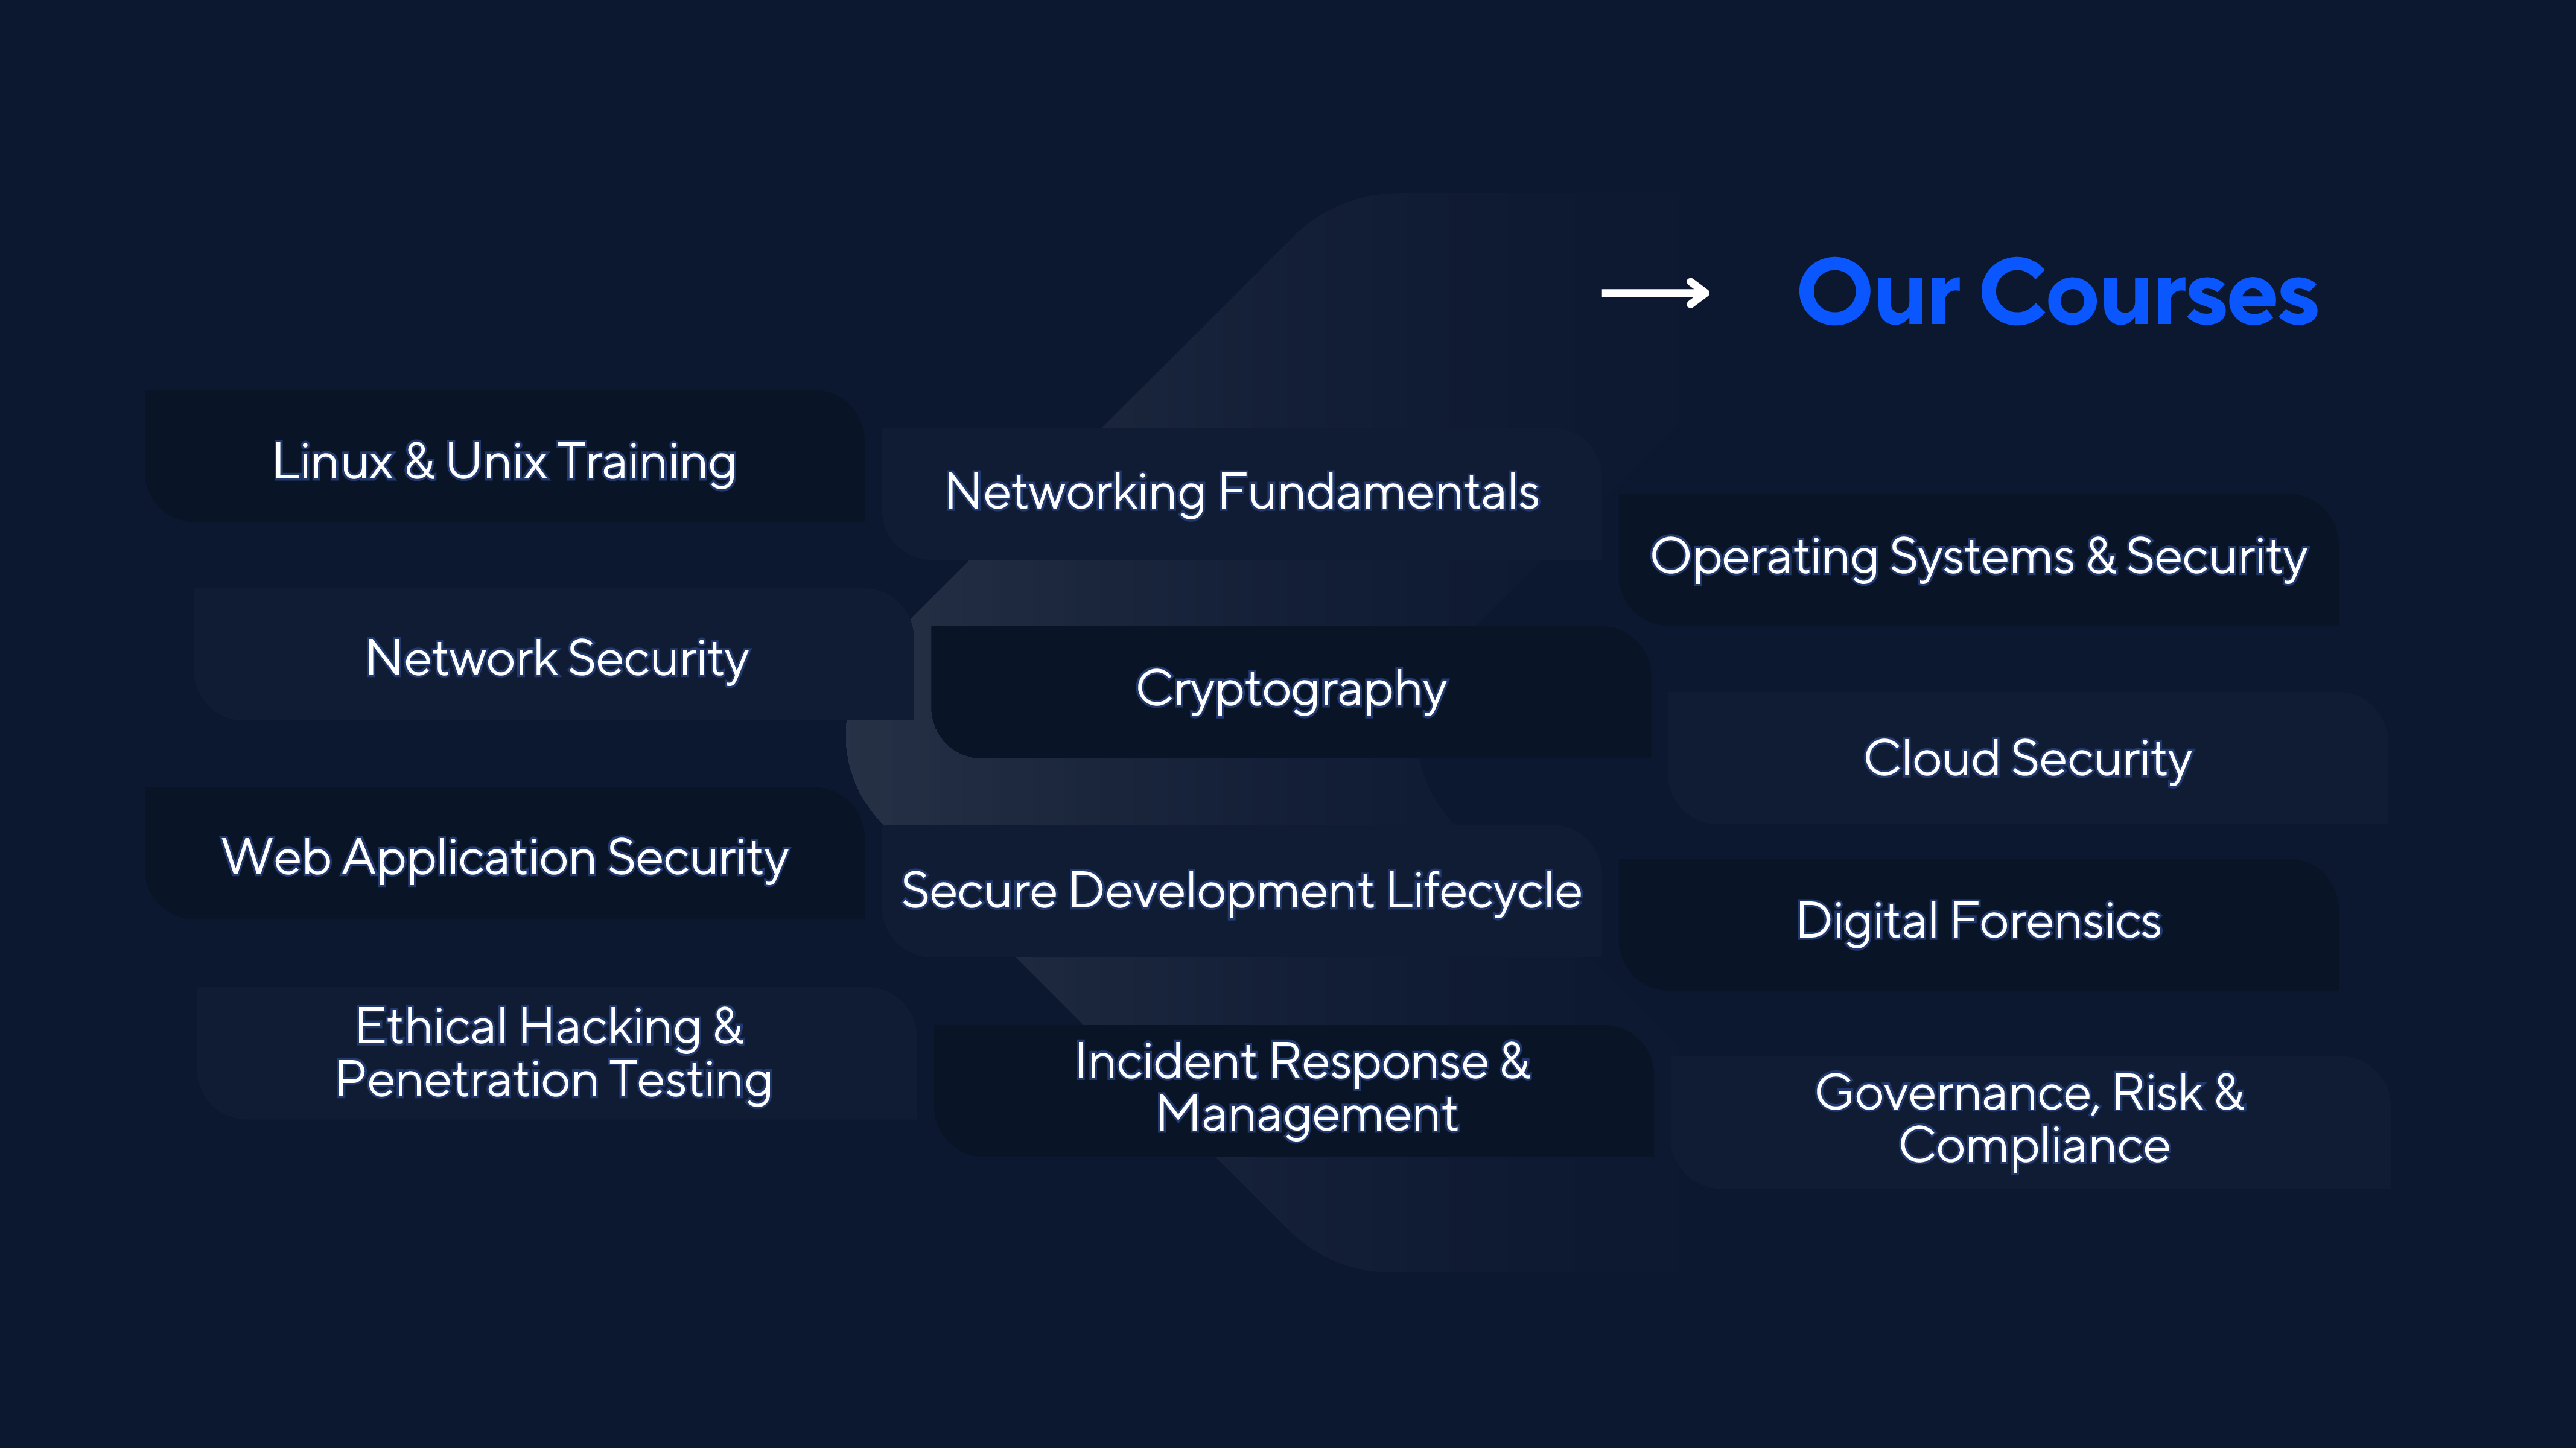 Our Courses
Linux & Unix Training
Networking Fundamentals
Operating Systems & Security
Network Security
Cryptography
Cloud Security
Web Application Security
Secure Development Lifecycle
Digital Forensics
Ethical Hacking &
Penetration Testing
Incident Response &
Management
Governance, Risk &
Compliance